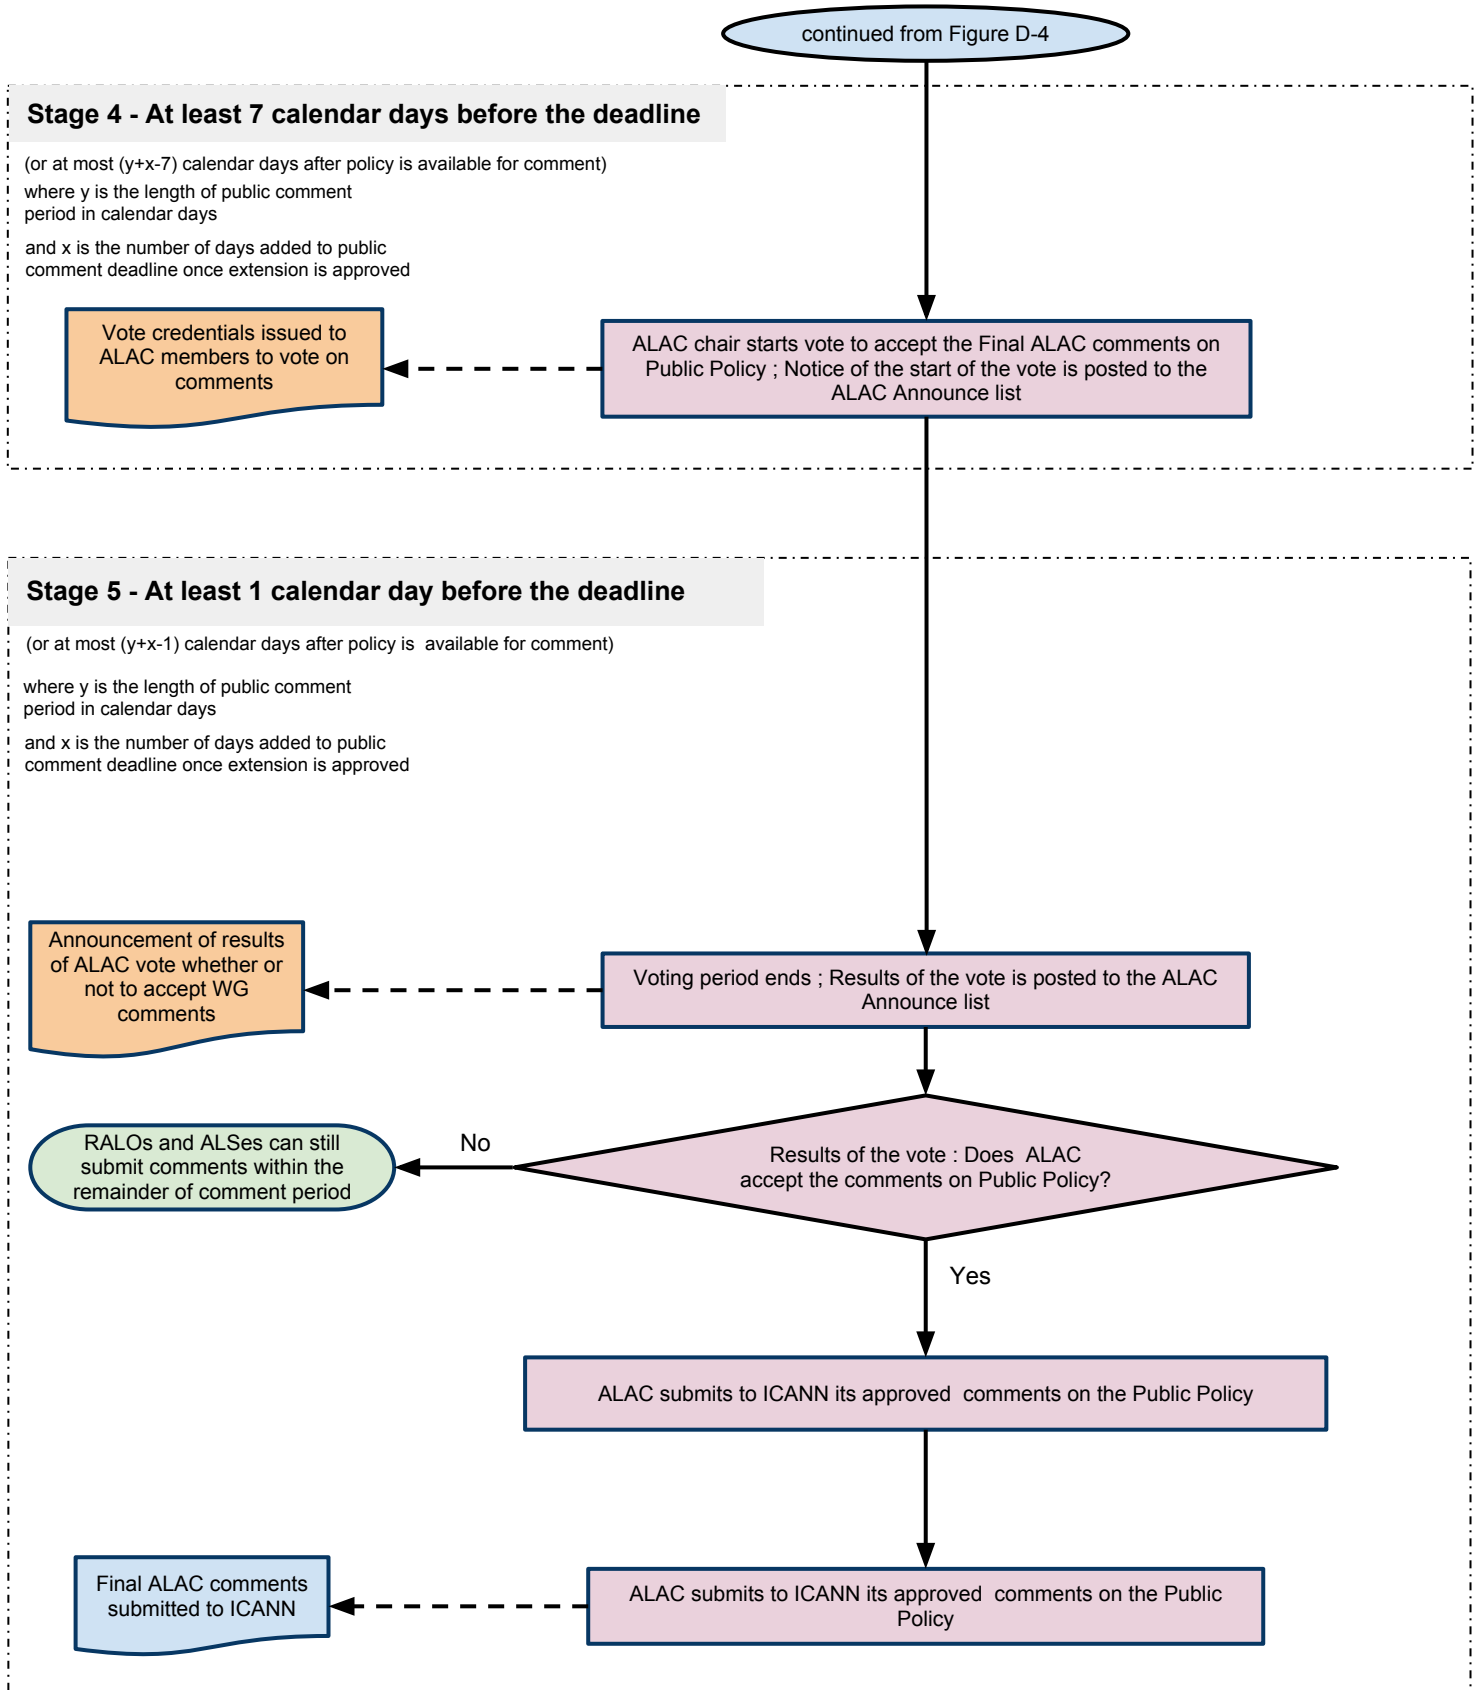 continued from Figure D-4
Stage 4 - At least 7 calendar days before the deadline
(or at most (y+x-7) calendar days after policy is available for comment)
where y is the length of public comment
period in calendar days
and x is the number of days added to public
comment deadline once extension is approved
Vote credentials issued to
ALAC members to vote on
comments
ALAC chair starts vote to accept the Final ALAC comments on
Public Policy ; Notice of the start of the vote is posted to the
ALAC Announce list
Stage 5 - At least 1 calendar day before the deadline
(or at most (y+x-1) calendar days after policy is  available for comment)
where y is the length of public comment
period in calendar days
and x is the number of days added to public
comment deadline once extension is approved
Announcement of results
of ALAC vote whether or
not to accept WG
comments
Voting period ends ; Results of the vote is posted to the ALAC
Announce list
RALOs and ALSes can still
submit comments within the
remainder of comment period
No
Results of the vote : Does  ALAC
accept the comments on Public Policy?
Yes
ALAC submits to ICANN its approved  comments on the Public Policy
Final ALAC comments
submitted to ICANN
ALAC submits to ICANN its approved  comments on the Public
Policy